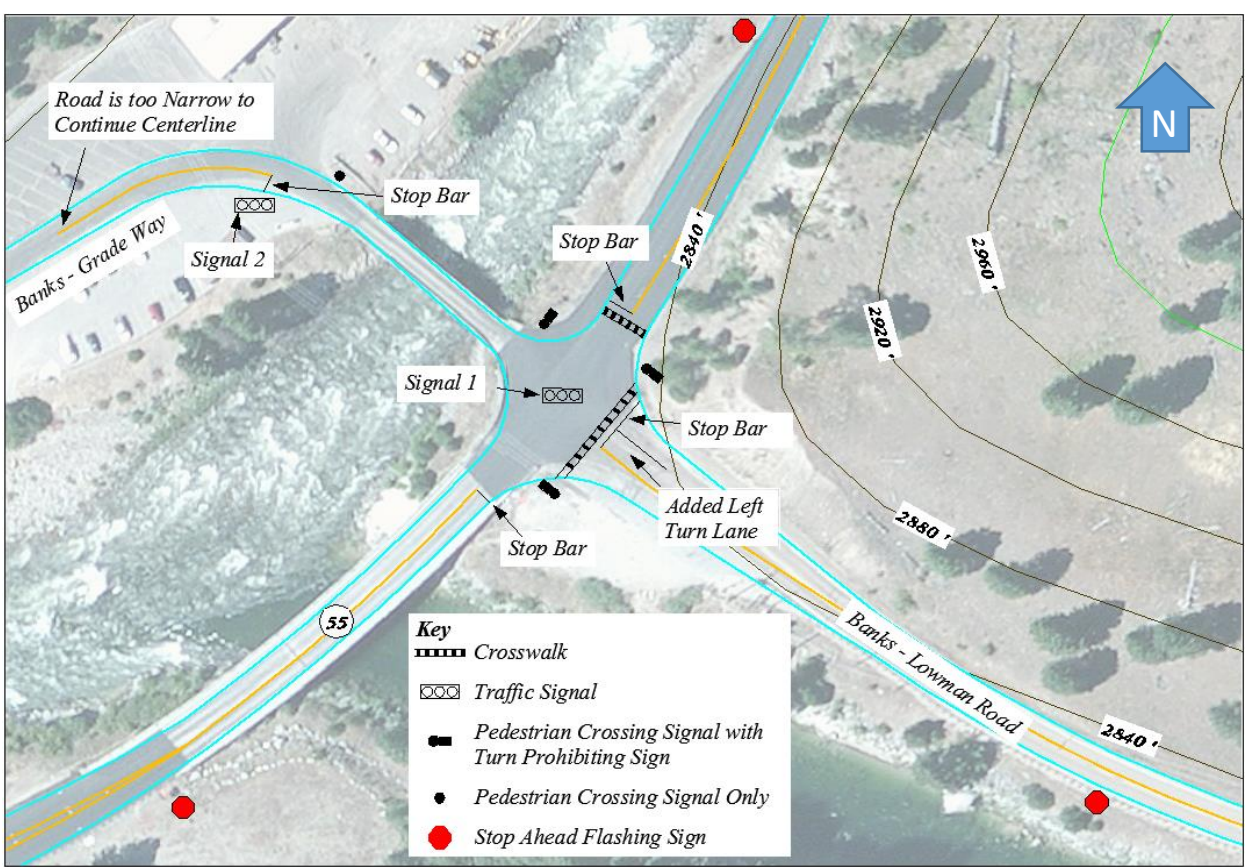 N
Road is too Narrow to
Continue Centerline
Stop Bar
Signal 2
Banks - Grade Way
Stop Bar
2840 '
2960 '
2920 '
Signal 1
Stop Bar
Added Left
Turn Lane
Stop Bar
2880 '
55
Banks - Lowman Road
2840 '
Key
Crosswalk
Traffic Signal
Pedestrian Crossing Signal with
Turn Prohibiting Sign
Pedestrian Crossing Signal Only
Stop Ahead Flashing Sign